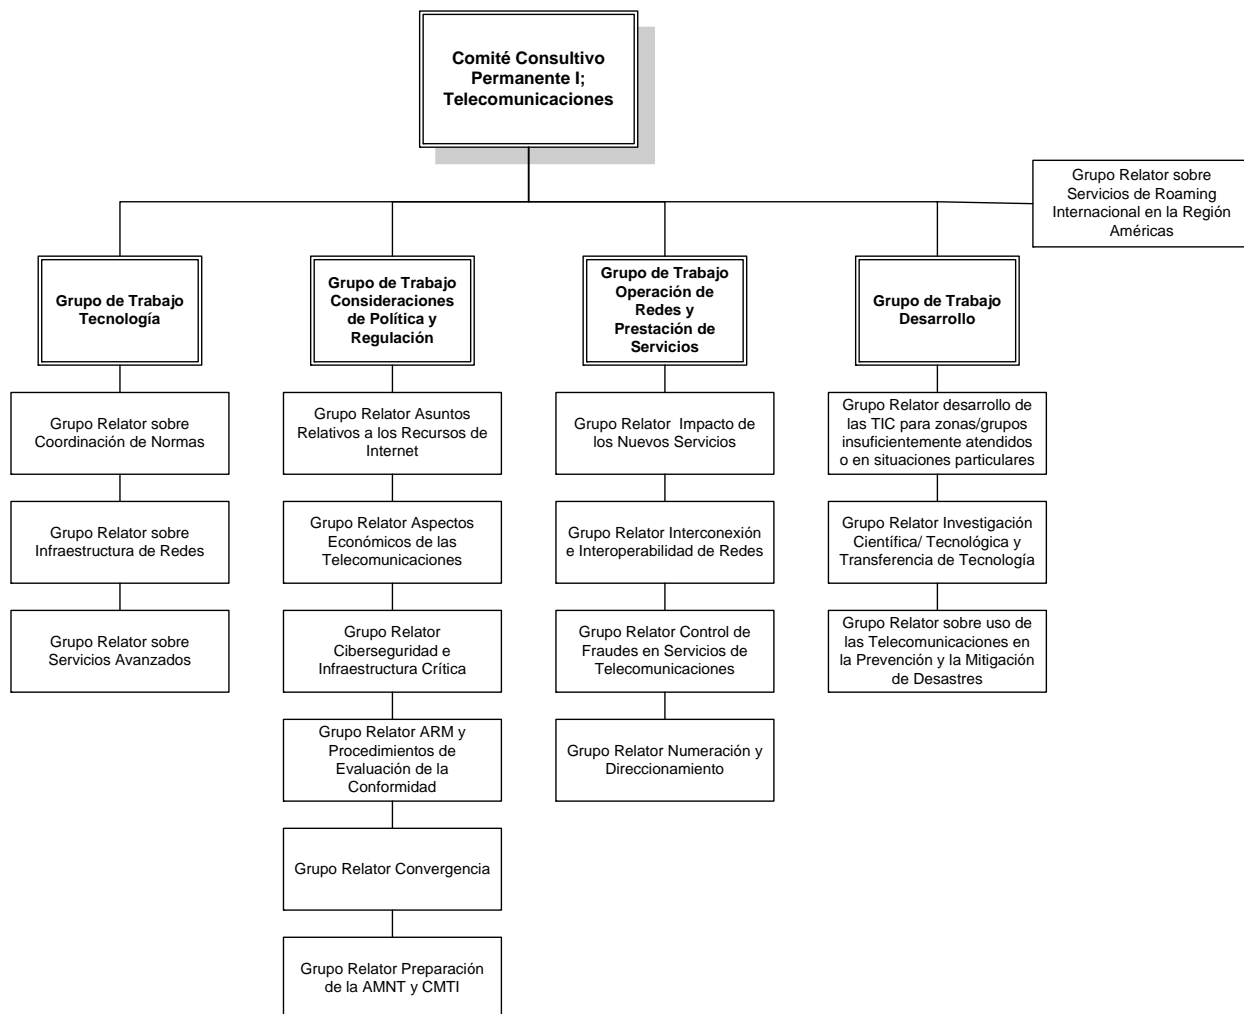 Comité Consultivo
Permanente I;
Telecomunicaciones
Grupo Relator sobre
Servicios de Roaming
Internacional en la Región
Américas
Grupo de Trabajo
Tecnología
Grupo de Trabajo
Consideraciones
de Política y
Regulación
Grupo de Trabajo
Operación de
Redes y
Prestación de
Servicios
Grupo de Trabajo
Desarrollo
Grupo Relator sobre
Coordinación de Normas
Grupo Relator sobre
Infraestructura de Redes
Grupo Relator sobre
Servicios Avanzados
Grupo Relator Asuntos
Relativos a los Recursos de
Internet
Grupo Relator Aspectos
Económicos de las
Telecomunicaciones
Grupo Relator
Ciberseguridad e
Infraestructura Crítica
Grupo Relator ARM y
Procedimientos de
Evaluación de la
Conformidad
Grupo Relator Convergencia
Grupo Relator Preparación
de la AMNT y CMTI
Grupo Relator Impacto de
los Nuevos Servicios
Grupo Relator Interconexión
e Interoperabilidad de Redes
Grupo Relator Control de
Fraudes en Servicios de
Telecomunicaciones
Grupo Relator Numeración y
Direccionamiento
Grupo Relator desarrollo de
las TIC para zonas/grupos
insuficientemente atendidos
o en situaciones particulares
Grupo Relator Investigación
Científica/ Tecnológica y
Transferencia de Tecnología
Grupo Relator sobre uso de
las Telecomunicaciones en
la Prevención y la Mitigación
de Desastres